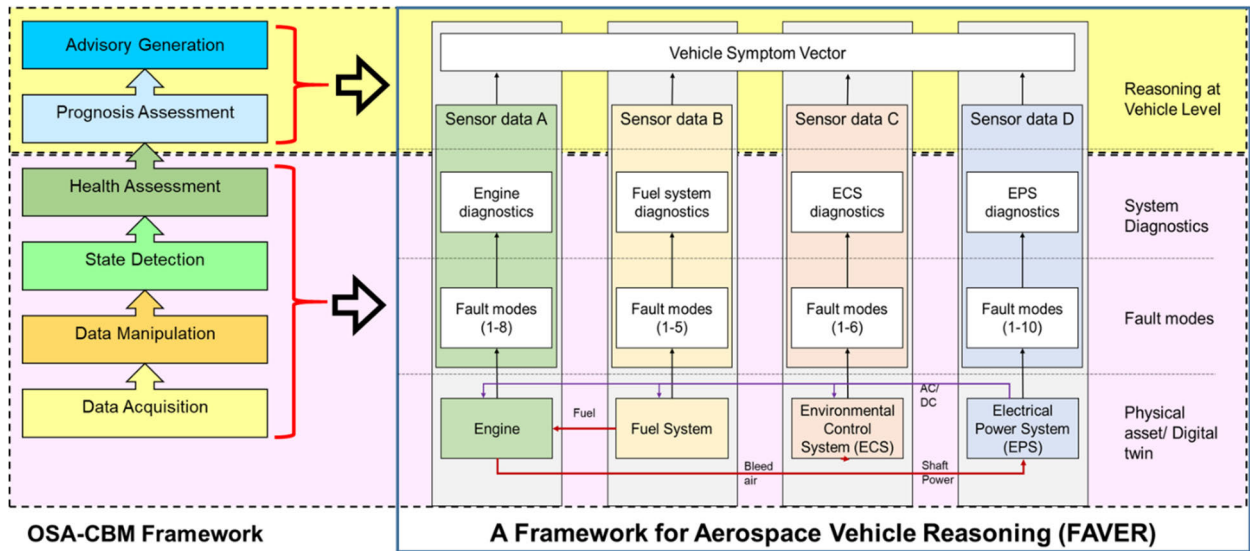 Advisory Generation
Prognosis Assessment
Health Assessment
State Detection
Data Manipulation
Data Acquisition
OSA-CBM Framework
Vehicle Symptom Vector
Sensor data A
Sensor data B
Sensor data C
Sensor data D
Reasoning at
Vehicle Level
Engine
diagnostics
Fuel system
diagnostics
ECS
diagnostics
EPS diagnostics
System
Diagnostics
Fault modes
(1-8)
Fault modes
(1-5)
Fault modes
(1-6)
Fault modes
(1-10)
Fault modes
AC/
DC
Engine
Fuel
Fuel System
Environmental
Control
System (ECS)
Electrical
Power System
(EPS)
Physical
asset/ Digital
twin
Bleed
air
Shaft
Power
A Framework for Aerospace Vehicle Reasoning (FAVER)